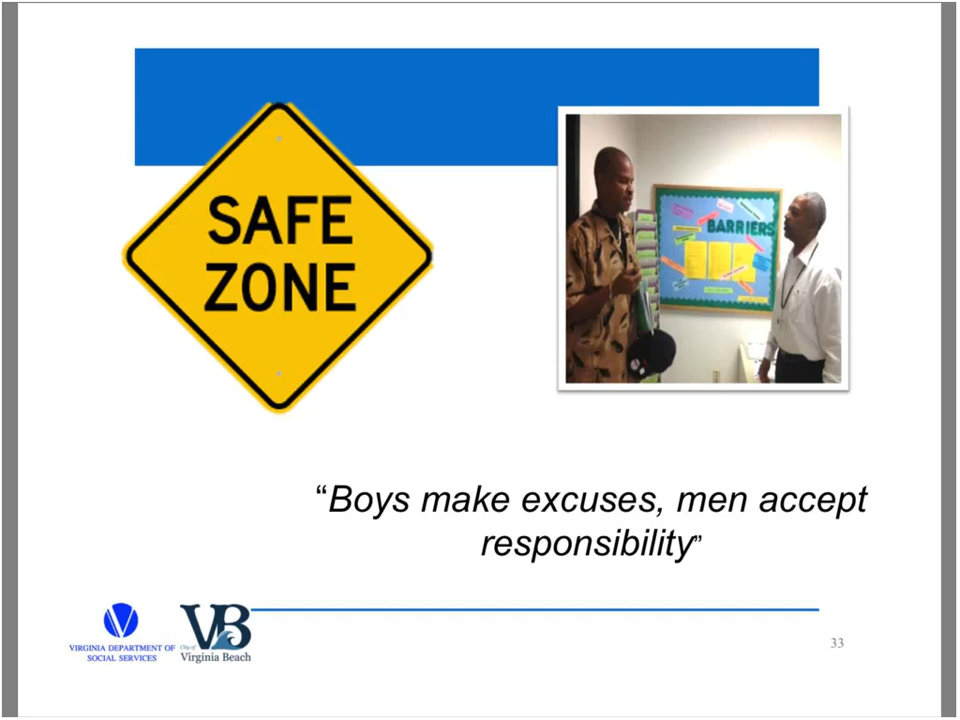 SAFE
ZONE
BARRIERS
“Boys make excuses, men accept
responsibility”
VIRGINIA DEPARTMENT OF
SOCIAL SERVICES
VB
City of
Virginia Beach
33